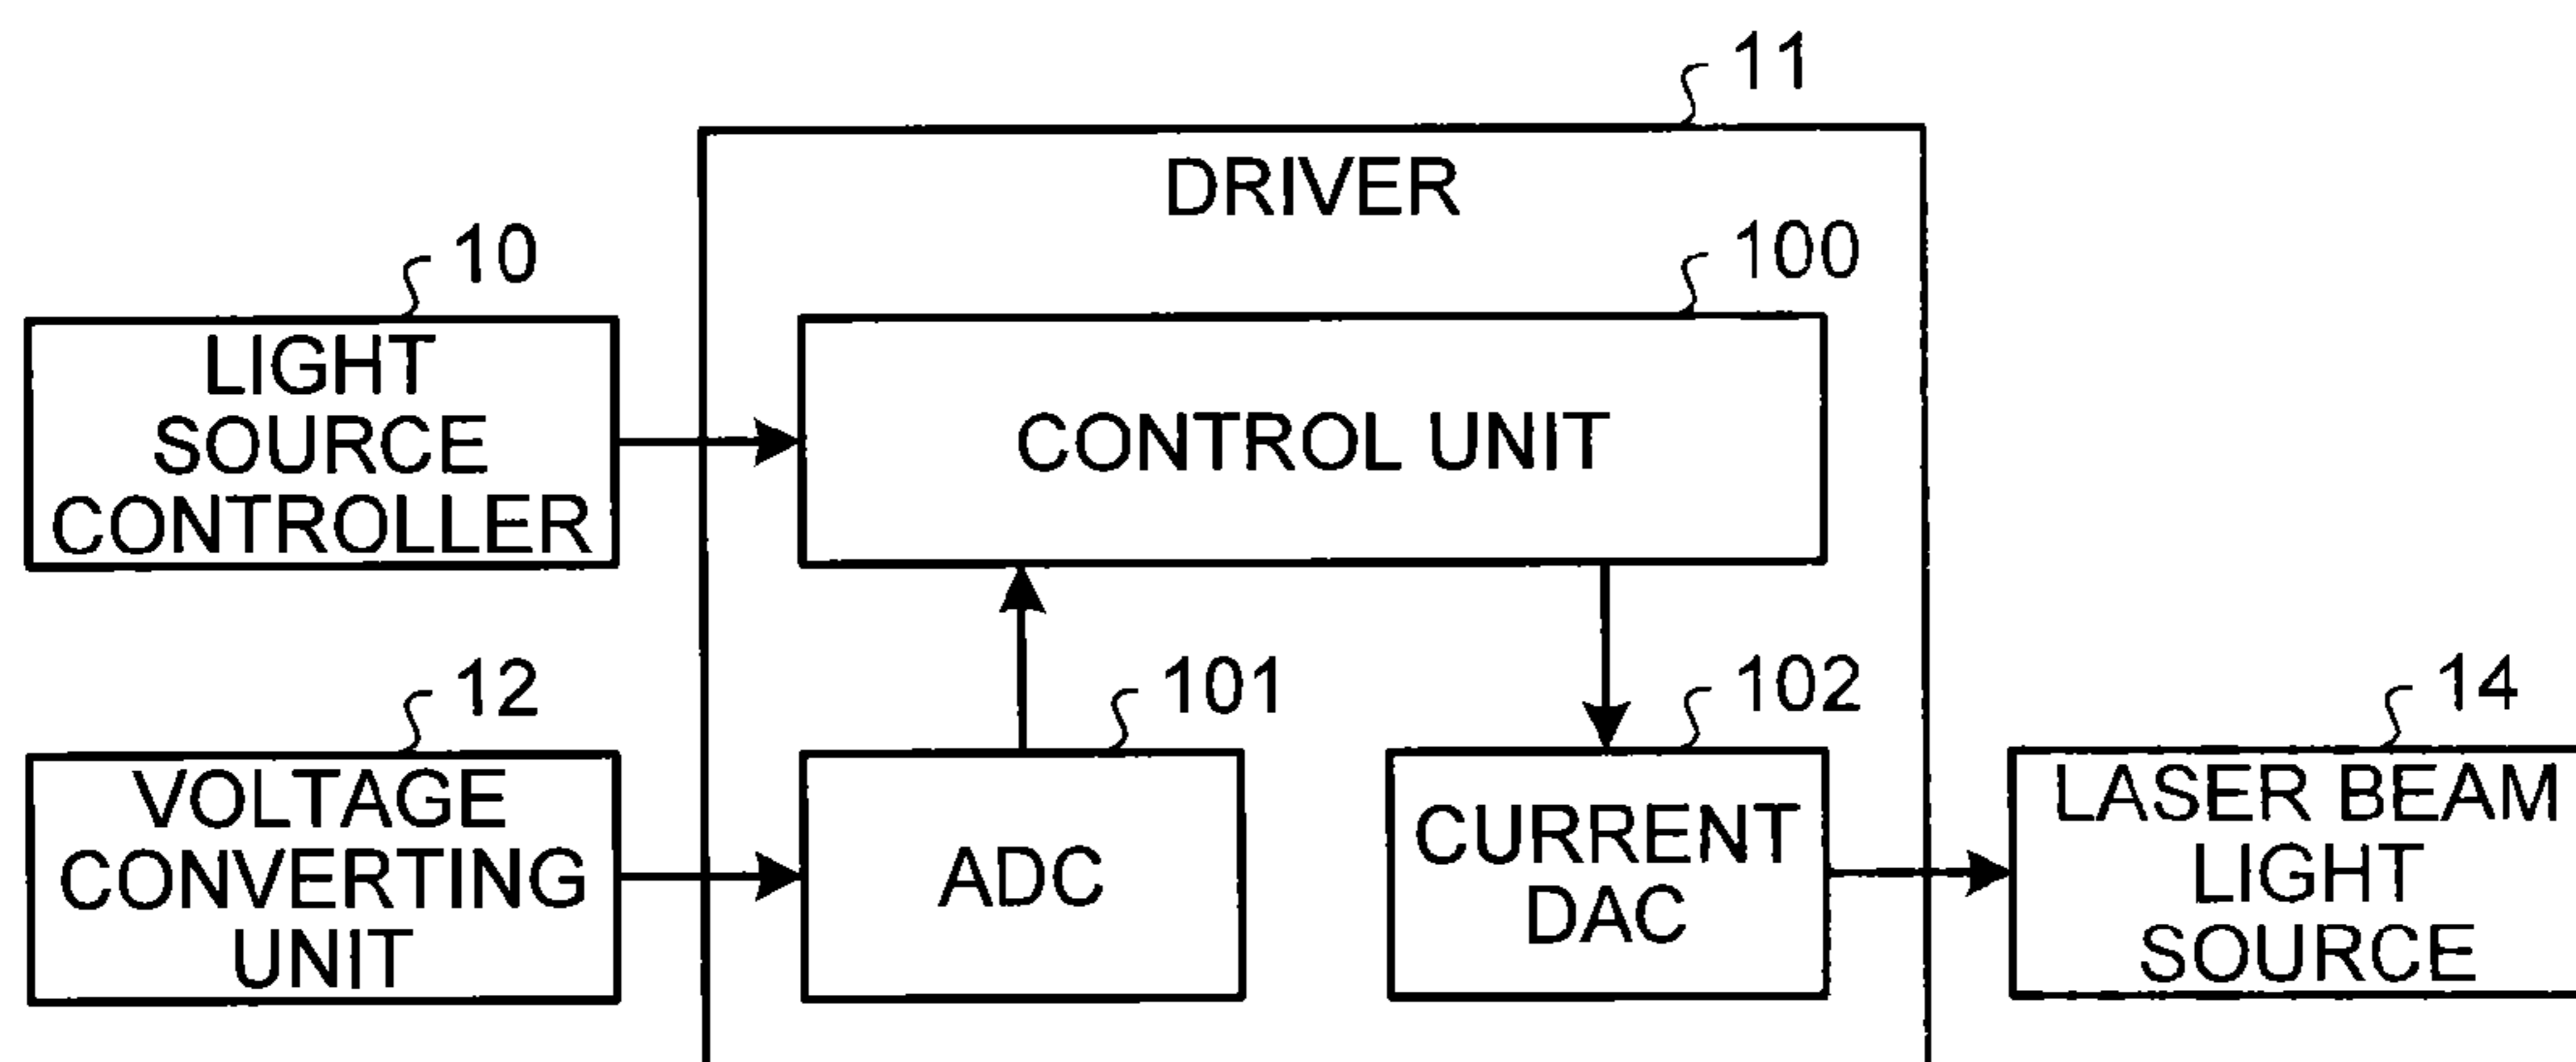 11
DRIVER
10
100
LIGHT
SOURCE
CONTROLLER
CONTROL UNIT
12
101
102
14
VOLTAGE
CONVERTING
UNIT
ADC
CURRENT
DAC
LASER BEAM
LIGHT
SOURCE